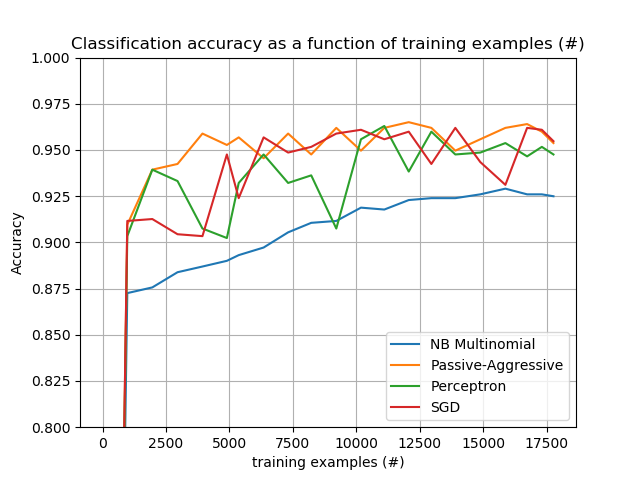 Classification accuracy as a function of training examples (#)
1.000
0.975
0.950
0.925
0.900
0.875
0.850
0.825
0.800
Accuracy
NB Multinomial
Passive-Aggressive
Perceptron
SGD
0 2500 5000 7500 10000 12500 15000 17500
training examples (#)